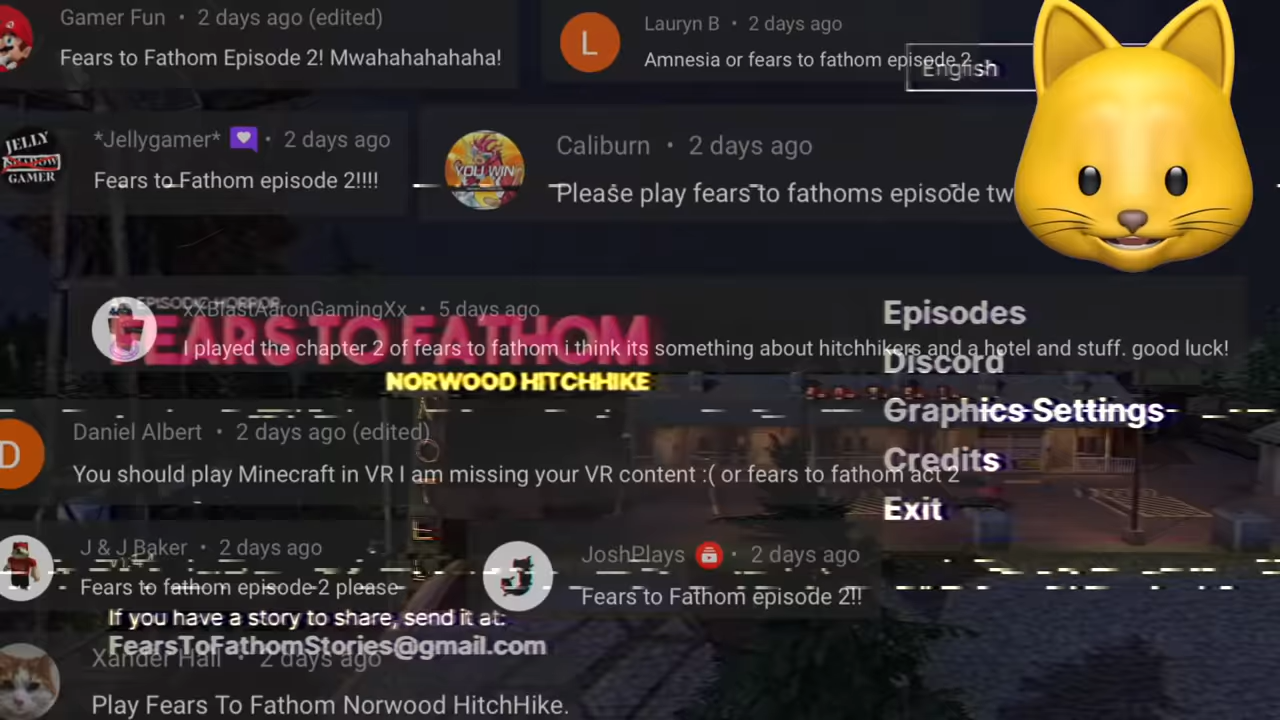 Gamer Fun • 2 days ago (edited)
Fears to Fathom Episode 2! Mwahahahahaha!
L
Lauryn B • 2 days ago
Amnesia or fears to fathom episode 2
English
JELLY
SHADOW
GAMER
*Jellygamer* • 2 days ago
Fears to Fathom episode 2!!!!
YOU WIN
Caliburn • 2 days ago
Please play fears to fathoms episode tw
EPISODIC HORROR
FEARS TO FATHOM
NORWOOD HITCHHIKE
xXBlastAaronGamingXx • 5 days ago
I played the chapter 2 of fears to fathom i think its something about hitchhikers and a hotel and stuff. good luck!
Episodes
Discord
Graphics Settings
Credits
Exit
D
Daniel Albert • 2 days ago (edited)
You should play Minecraft in VR I am missing your VR content :( or fears to fathom act 2
J & J Baker • 2 days ago
Fears to fathom episode 2 please
J
JoshPlays • 2 days ago
Fears to Fathom episode 2!!
If you have a story to share, send it at:
FearsToFathomStories@gmail.com
Xander Hall • 2 days ago
Play Fears To Fathom Norwood HitchHike.